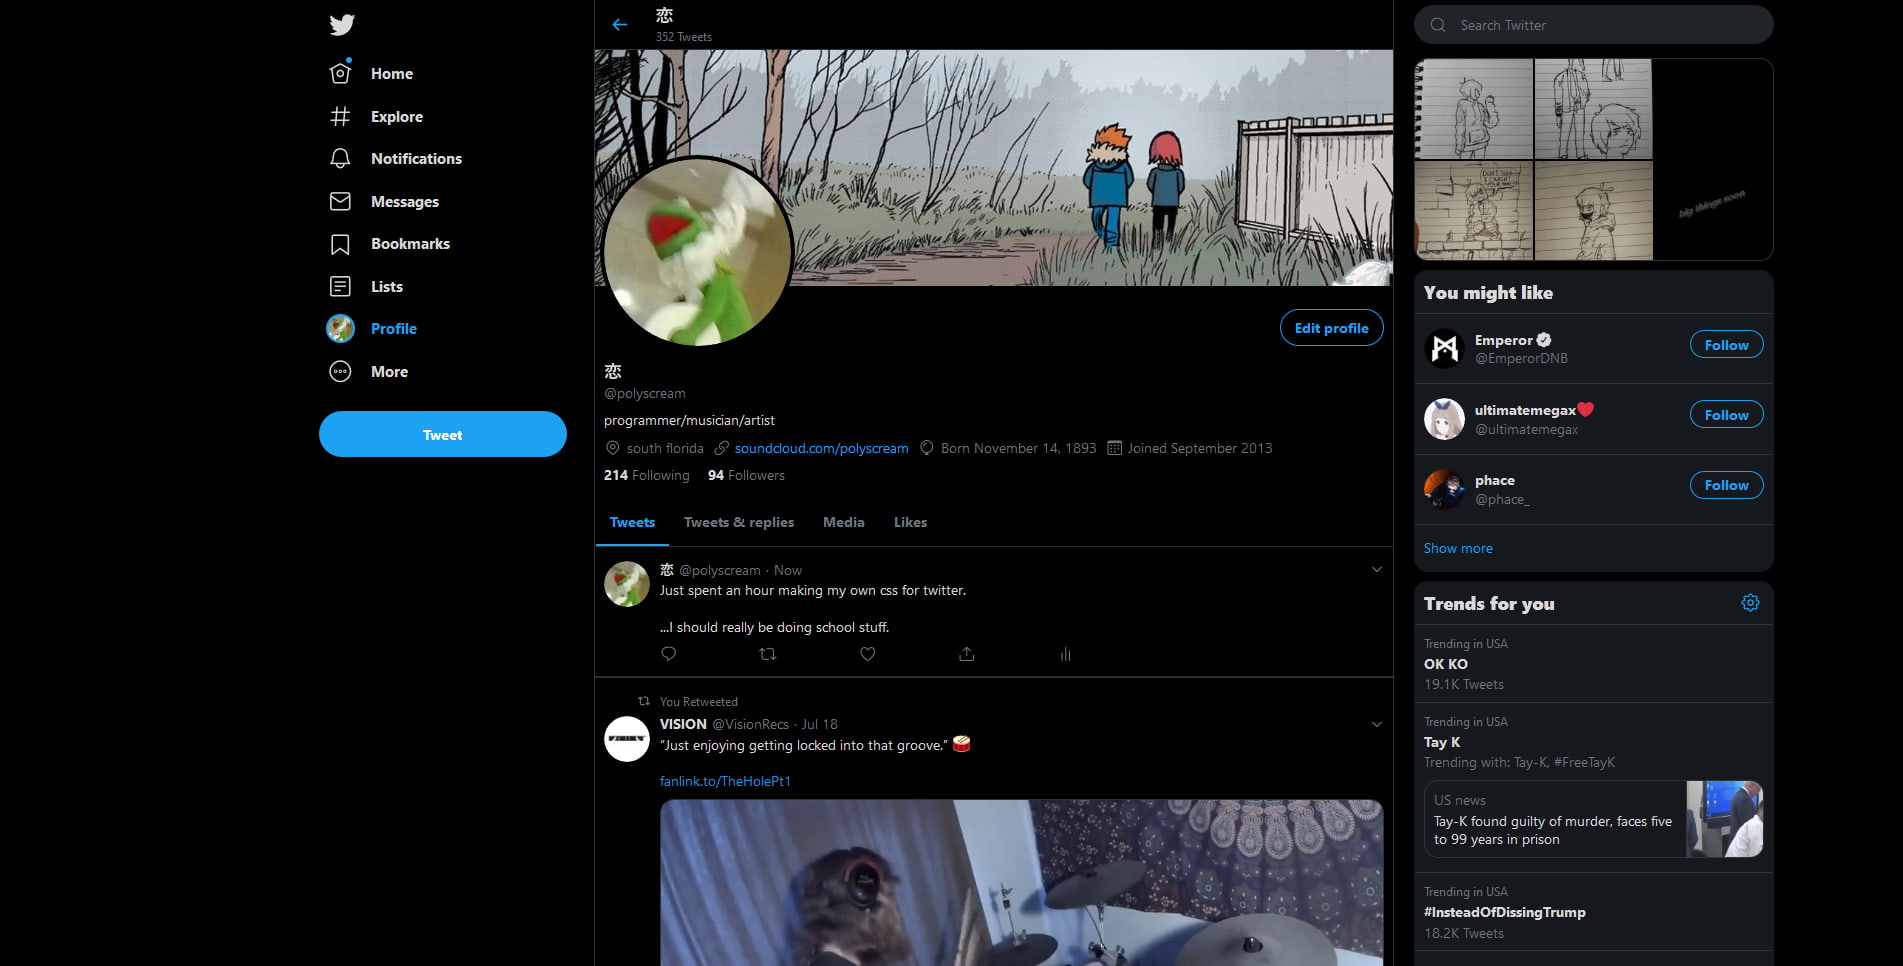 Home
Explore
Notifications
Messages
Bookmarks
Lists
Profile
More
Tweet
恋
352 Tweets
Edit profile
恋
@polyscream
programmer/musician/artist
south florida soundcloud.com/polyscream Born November 14, 1893 Joined September 2013
214 Following 94 Followers
Tweets Tweets & replies Media Likes
恋 @polyscream · Now
Just spent an hour making my own css for twitter.
...I should really be doing school stuff.
You Retweeted
VISION @VisionRecs · Jul 18
“Just enjoying getting locked into that groove.” 🥁
fanlink.to/TheHolePt1
Search Twitter
big things soon
You might like
Emperor
@EmperorDNB
Follow
ultimatemegax❤️
@ultimatemegax
Follow
phace
@phace_
Follow
Show more
Trends for you
Trending in USA
OK KO
19.1K Tweets
Trending in USA
Tay K
Trending with: Tay-K, #FreeTayK
US news
Tay-K found guilty of murder, faces five
to 99 years in prison
Trending in USA
#InsteadOfDissingTrump
18.2K Tweets